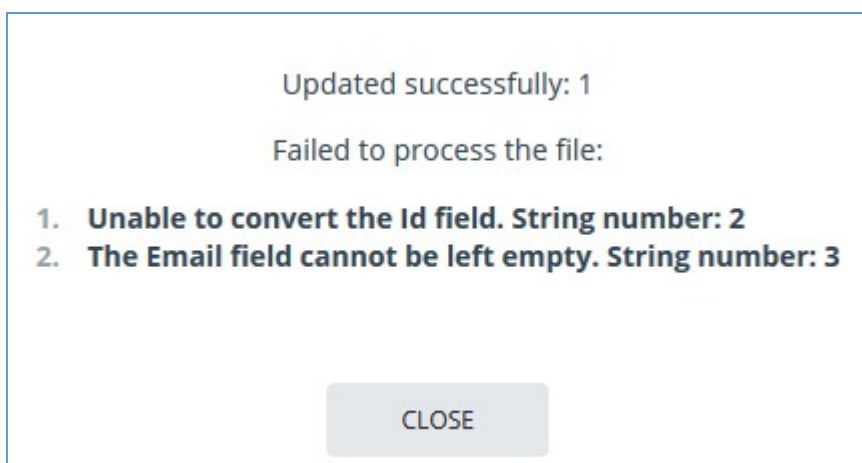 Updated successfully: 1
Failed to process the file:
1. Unable to convert the Id field. String number: 2
2. The Email field cannot be left empty. String number: 3
CLOSE